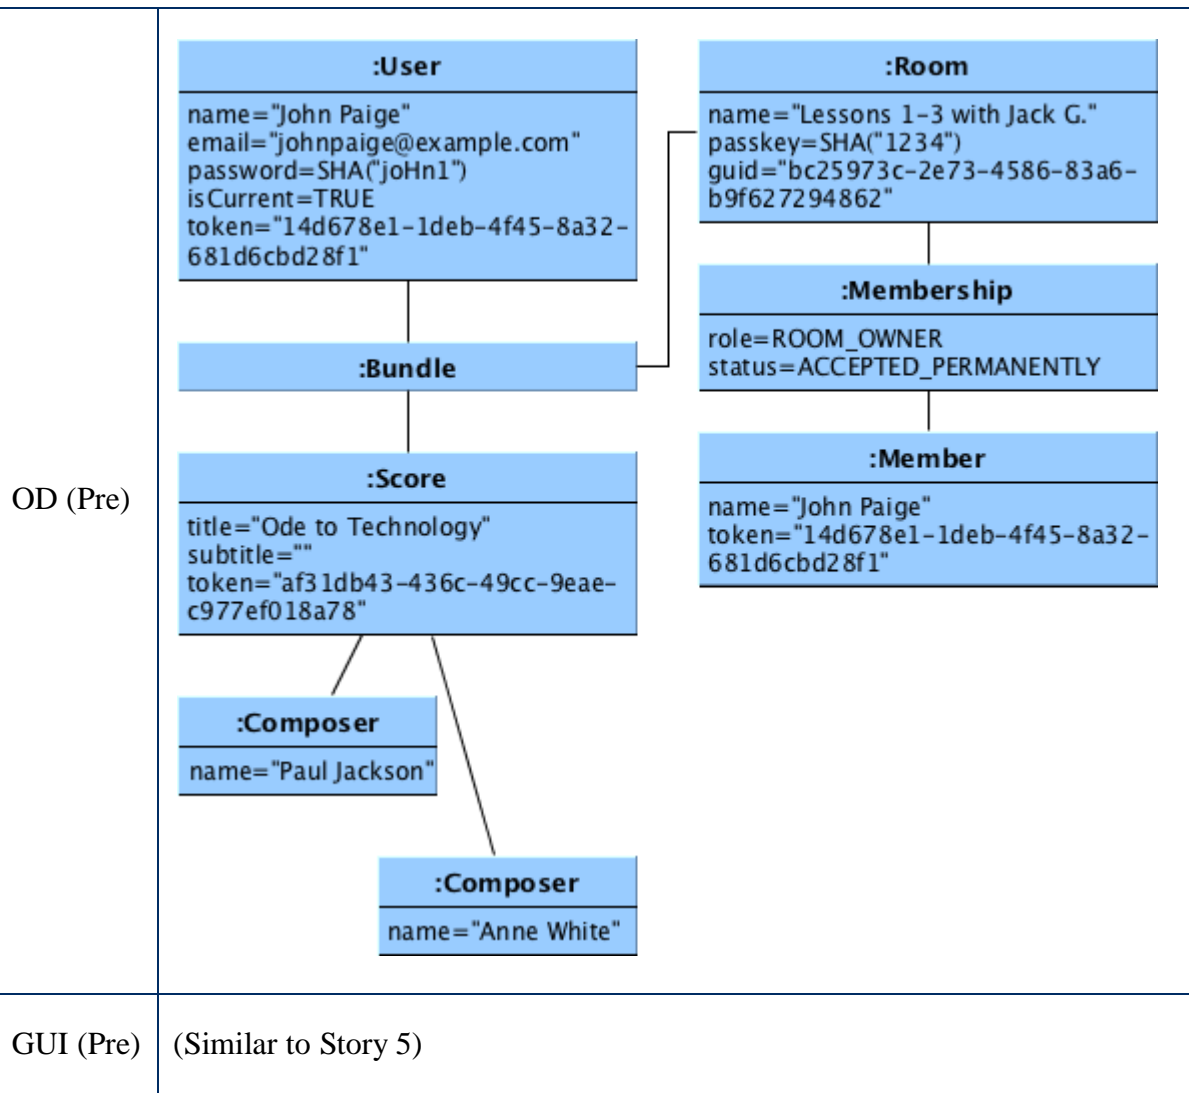 OD (Pre)
:User
name="John Paige"
email="johnpaige@example.com"
password=SHA("joHn1")
isCurrent=TRUE
token="14d678e1-1deb-4f45-8a32-
681d6cbd28f1"
:Bundle
:Score
title="Ode to Technology"
subtitle=""
token="af31db43-436c-49cc-9eae-
c977ef018a78"
:Composer
name="Paul Jackson"
:Composer
name="Anne White"
:Room
name="Lessons 1-3 with Jack G."
passkey=SHA("1234")
guid="bc25973c-2e73-4586-83a6-
b9f627294862"
:Membership
role=ROOM_OWNER
status=ACCEPTED_PERMANENTLY
:Member
name="John Paige"
token="14d678e1-1deb-4f45-8a32-
681d6cbd28f1"
GUI (Pre)
(Similar to Story 5)